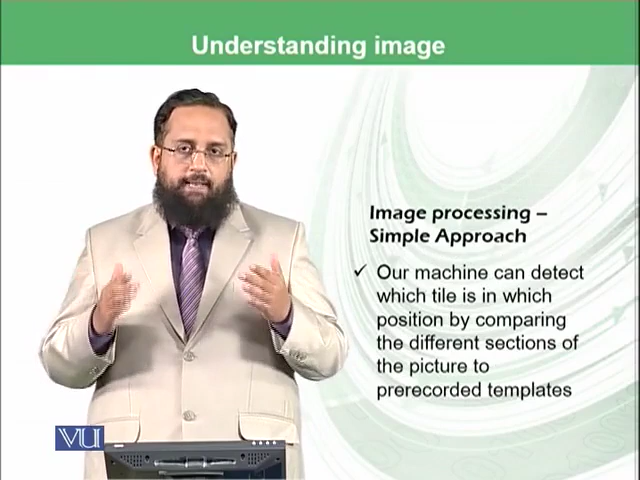 Understanding image
Image processing –
Simple Approach
✓ Our machine can detect
which tile is in which
position by comparing
the different sections of
the picture to
prerecorded templates
VU